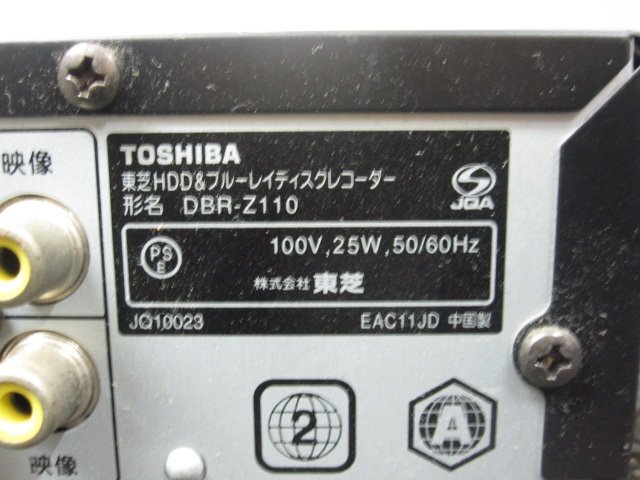 映像
TOSHIBA
東芝HDD&ブルーレイディスクレコーダー
形名 DBR-Z110
JQA
PS
E
100V,25W,50/60Hz
株式会社 東芝
JQ10023
EAC11JD 中国製
2
A
映像